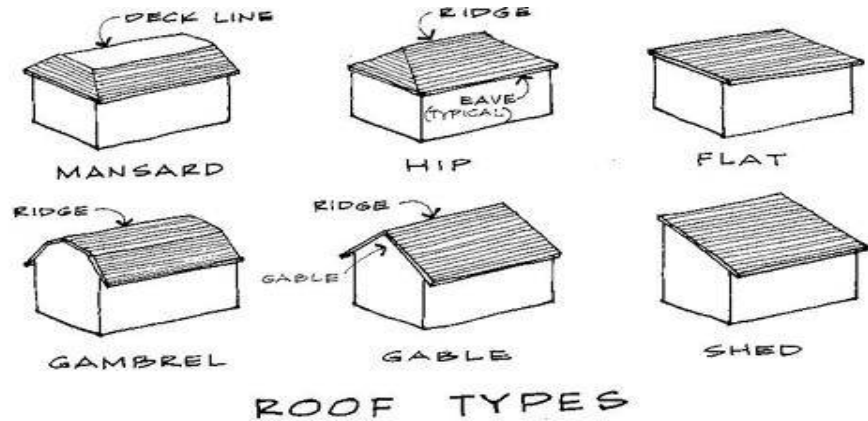 DECK LINE
RIDGE
EAVE
(TYPICAL)
MANSARD
HIP
FLAT
RIDGE
RIDGE
GABLE
GAMBREL
GABLE
SHED
ROOF TYPES